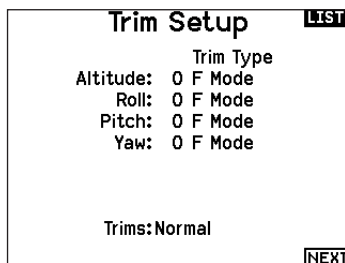 Trim Setup LIST
Trim Type
Altitude: 0 F Mode
Roll: 0 F Mode
Pitch: 0 F Mode
Yaw: 0 F Mode
Trims:Normal
NEXT